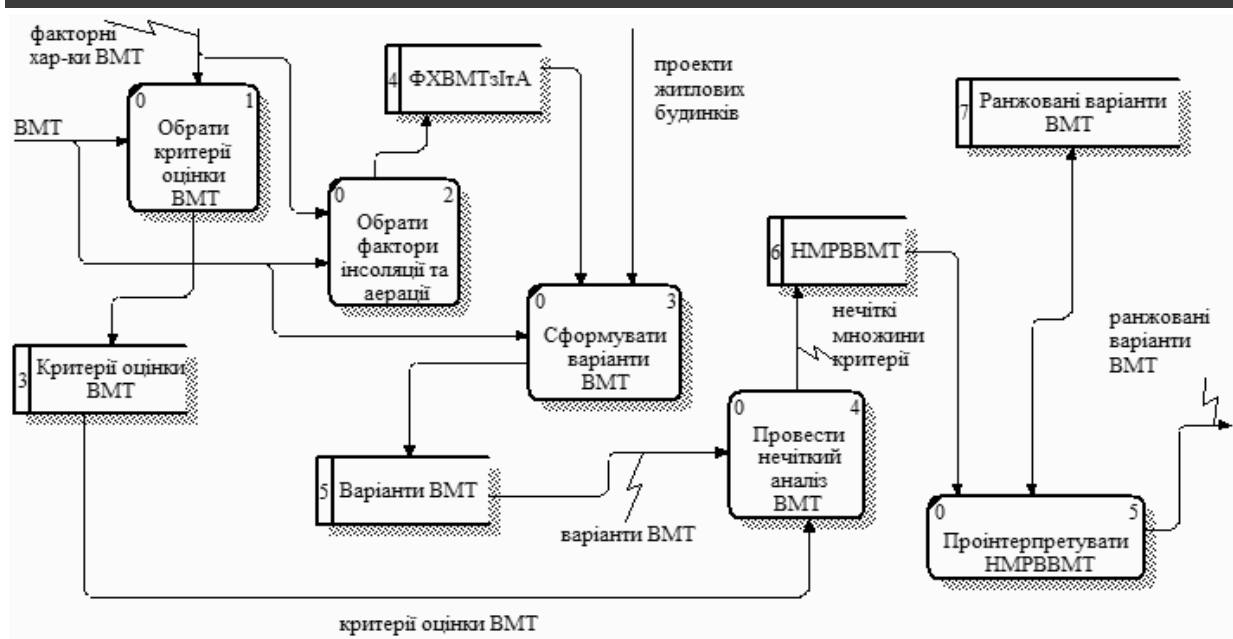 факторні
хар-ки ВМТ
ВМТ
0 1
Обрати
критерії
оцінки
ВМТ
4 ФХВМТзІтА
0 2
Обрати
фактори
інсоляції та
аерації
проекти
житлових
будинків
7 Ранжовані варіанти
ВМТ
0 3
Сформувати
варіанти
ВМТ
6 НМРВВМТ
нечіткі
множини
критерії
ранжовані
варіанти
ВМТ
3 Критерії оцінки
ВМТ
5 Варіанти ВМТ
варіанти ВМТ
0 4
Провести
нечіткий
аналіз
ВМТ
0 5
Проінтерпретувати
НМРВВМТ
критерії оцінки ВМТ